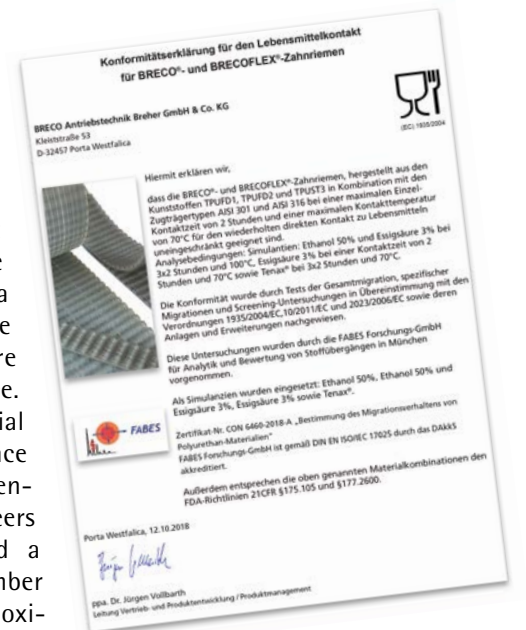 Konformitätserklärung für den Lebensmittelkontakt
für BRECO®- und BRECOFLEX®-Zahnriemen
(EC) 1935/2004
BRECO Antriebstechnik Breher GmbH & Co. KG
Kleiststraße 53
D-32457 Porta Westfalica
Hiermit erklären wir,
dass die BRECO®- und BRECOFLEX®-Zahnriemen, hergestellt aus den
Kunststoffen TPUFD1, TPUFD2 und TPUST3 in Kombination mit den
Zugträgertypen AISI 301 und AISI 316 bei einer maximalen Einzel-
Kontaktzeit von 2 Stunden und einer maximalen Kontakttemperatur
von 70°C für den wiederholten direkten Kontakt zu Lebensmitteln
uneingeschränkt geeignet sind.
Analysebedingungen: Simulantien: Ethanol 50% und Essigsäure 3% bei
3x2 Stunden und 100°C, Essigsäure 3% bei einer Kontaktzeit von 2
Stunden und 70°C sowie Tenax® bei 3x2 Stunden und 70°C.
Die Konformität wurde durch Tests der Gesamtmigration, spezifischer
Migrationen und Screening-Untersuchungen in Übereinstimmung mit den
Verordnungen 1935/2004/EC,10/2011/EC und 2023/2006/EC sowie deren
Anlagen und Erweiterungen nachgewiesen.
Diese Untersuchungen wurden durch die FABES Forschungs-GmbH
für Analytik und Bewertung von Stoffübergängen in München
vorgenommen.
Als Simulanzien wurden eingesetzt: Ethanol 50%, Ethanol 50% und
Essigsäure 3%, Essigsäure 3% sowie Tenax®.
FABES
Zertifikat-Nr. CON 6460-2018-A „Bestimmung des Migrationsverhaltens von
Polyurethan-Materialien"
FABES Forschungs-GmbH ist gemäß DIN EN ISO/IEC 17025 durch das DAkkS
akkreditiert.
Außerdem entsprechen die oben genannten Materialkombinationen den
FDA-Richtlinien 21CFR §175.105 und §177.2600.
Porta Westfalica, 12.10.2018
ppa. Dr. Jürgen Vollbarth
Leitung Vertrieb- und Produktentwicklung / Produktmanagement
e
a
e
re
e.
ial
nce
en-
eers
d a
mber
oxi-